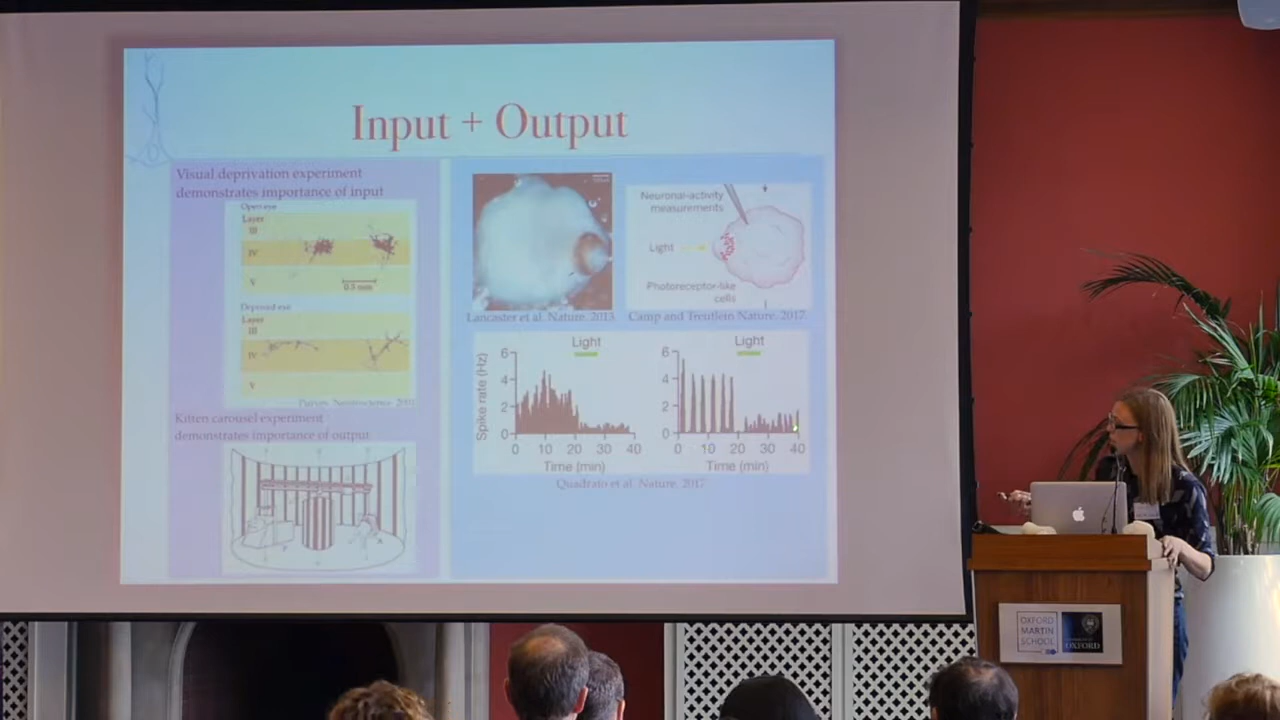 Input + Output
Visual deprivation experiment
demonstrates importance of input
Open eye
Layer
III
IV
V
0.5 mm
Deprived eye
Layer
III
IV
V
Purves, Neuroscience, 2001
Kitten carousel experiment
demonstrates importance of output
Lancaster et al. Nature. 2013
Neuronal-activity
measurements
Light
Photoreceptor-like
cells
Camp and Treutlein Nature. 2017.
Light
Spike rate (Hz)
6
4
2
0
0 10 20 30 40
Time (min)
Light
6
4
2
0
0 10 20 30 40
Time (min)
Quadrato et al. Nature. 2017
OXFORD
MARTIN
SCHOOL
UNIVERSITY OF
OXFORD